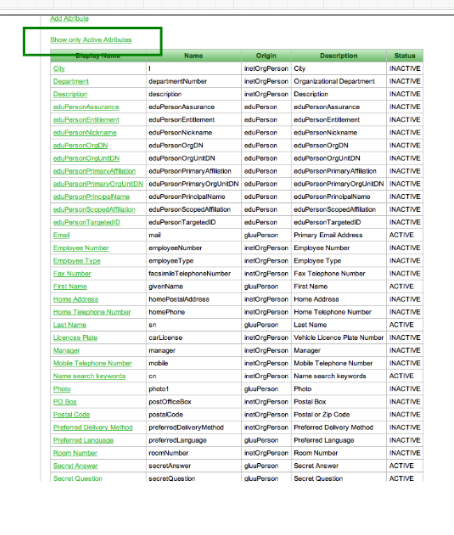 Add Attribute
Show only Active Attributes
Display Name Name Origin Description Status
City l inetOrgPerson City INACTIVE
Department departmentNumber inetOrgPerson Organizational Department INACTIVE
Description description inetOrgPerson Description INACTIVE
eduPersonAssurance eduPersonAssurance eduPerson eduPersonAssurance INACTIVE
eduPersonEntitlement eduPersonEntitlement eduPerson eduPersonEntitlement INACTIVE
eduPersonNickname eduPersonNickname eduPerson eduPersonNickname INACTIVE
eduPersonOrgDN eduPersonOrgDN eduPerson eduPersonOrgDN INACTIVE
eduPersonOrgUnitDN eduPersonOrgUnitDN eduPerson eduPersonOrgUnitDN INACTIVE
eduPersonPrimaryAffiliation eduPersonPrimaryAffiliation eduPerson eduPersonPrimaryAffiliation INACTIVE
eduPersonPrimaryOrgUnitDN eduPersonPrimaryOrgUnitDN eduPerson eduPersonPrimaryOrgUnitDN INACTIVE
eduPersonPrincipalName eduPersonPrincipalName eduPerson eduPersonPrincipalName INACTIVE
eduPersonScopedAffiliation eduPersonScopedAffiliation eduPerson eduPersonScopedAffiliation INACTIVE
eduPersonTargetedID eduPersonTargetedID eduPerson eduPersonTargetedID INACTIVE
Email mail gluuPerson Primary Email Address ACTIVE
Employee Number employeeNumber inetOrgPerson Employee Number INACTIVE
Employee Type employeeType inetOrgPerson Employee Type INACTIVE
Fax Number facsimileTelephoneNumber inetOrgPerson Fax Telephone Number INACTIVE
First Name givenName gluuPerson First Name ACTIVE
Home Address homePostalAddress inetOrgPerson Home Address INACTIVE
Home Telephone Number homePhone inetOrgPerson Home Telephone Number INACTIVE
Last Name sn gluuPerson Last Name ACTIVE
Licencse Plate carLicense inetOrgPerson Vehicle Licence Plate Number INACTIVE
Manager manager inetOrgPerson Manager INACTIVE
Mobile Telephone Number mobile inetOrgPerson Mobile Telephone Number INACTIVE
Name search keywords cn inetOrgPerson Name search keywords ACTIVE
Photo photo1 gluuPerson Photo INACTIVE
PO Box postOfficeBox inetOrgPerson Postal Box INACTIVE
Postal Code postalCode inetOrgPerson Postal or Zip Code INACTIVE
Preferred Delivery Method preferredDeliveryMethod inetOrgPerson Preferred Delivery Method INACTIVE
Preferred Language preferredLanguage inetOrgPerson Preferred Language INACTIVE
Room Number roomNumber inetOrgPerson Room Number INACTIVE
Secret Answer secretAnswer gluuPerson Secret Answer ACTIVE
Secret Question secretQuestion gluuPerson Secret Question ACTIVE